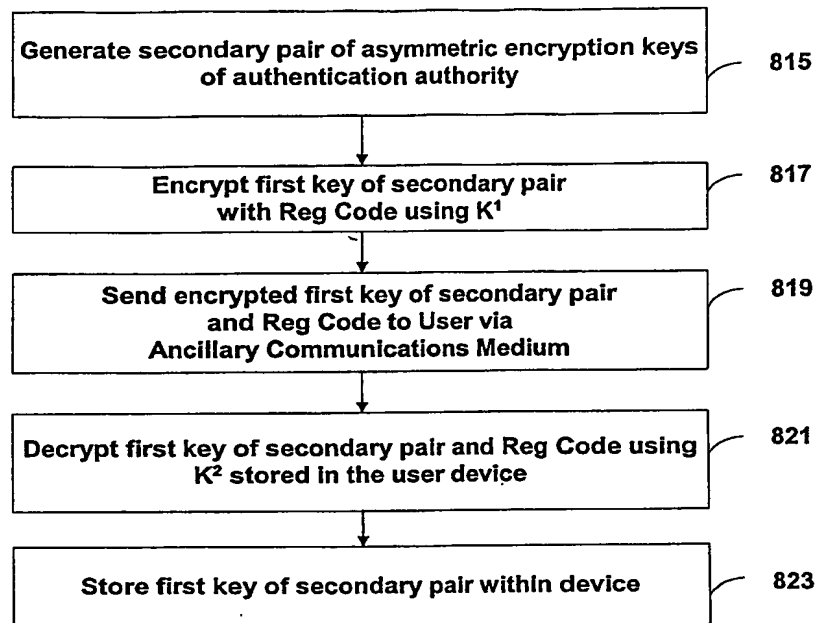 Generate secondary pair of asymmetric encryption keys
of authentication authority
815
Encrypt first key of secondary pair
with Reg Code using K¹
817
Send encrypted first key of secondary pair
and Reg Code to User via
Ancillary Communications Medium
819
Decrypt first key of secondary pair and Reg Code using
K² stored in the user device
821
Store first key of secondary pair within device
823